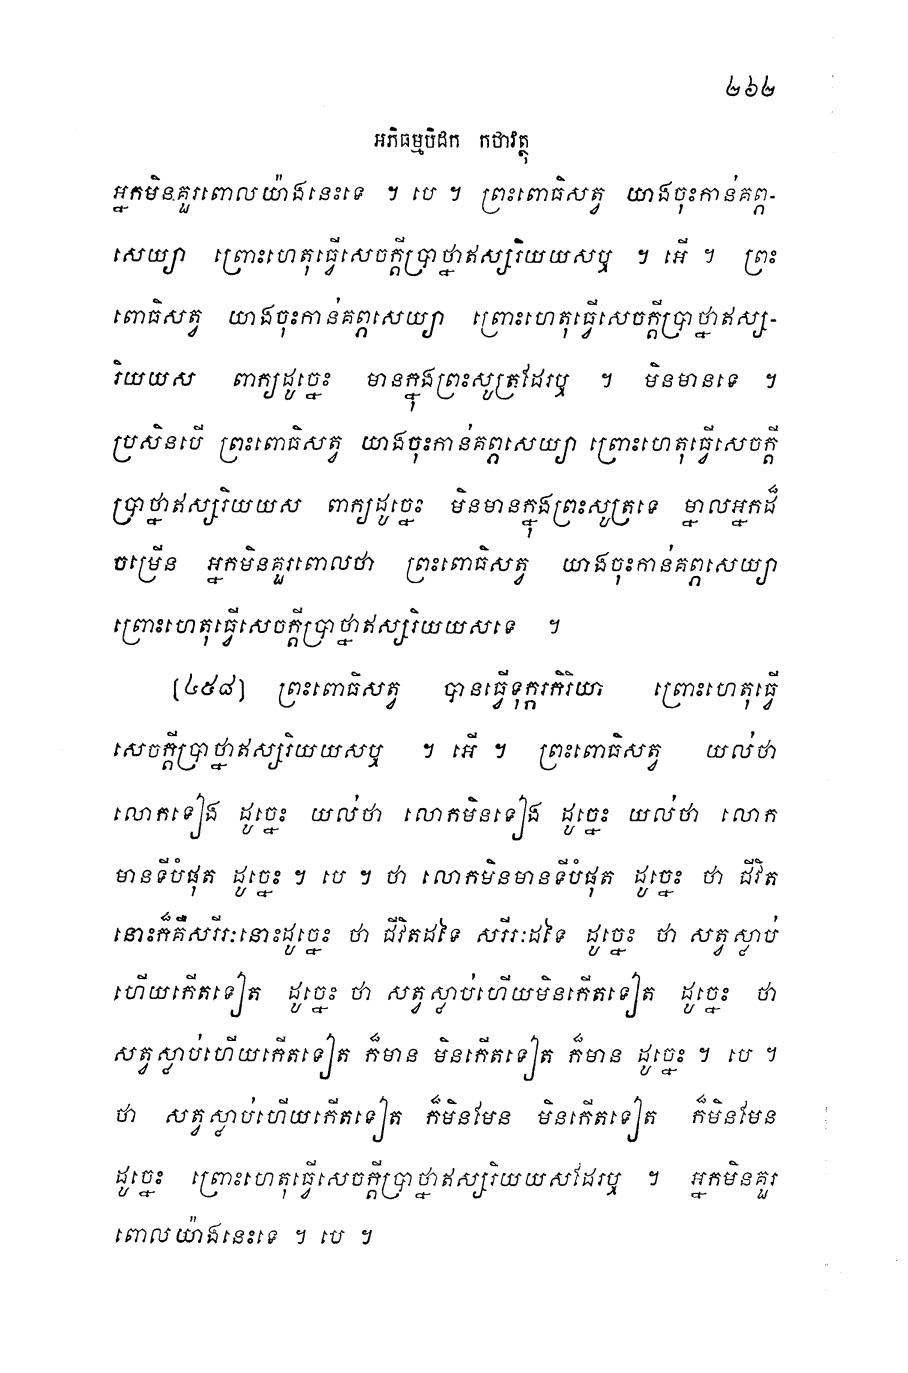 ២៦២
អភិធម្មបិដក កថាវត្ថុ
អ្នកមិនគួរពោលយ៉ាងនេះទេ ។ បេ ។ ព្រះពោធិសត្វ យាងចុះកាន់គព្ភ-
សេយ្យា ព្រោះហេតុធ្វើសេចក្តីប្រាថ្នាឥស្សរិយយសឬ ។ អើ ។ ព្រះ
ពោធិសត្វ យាងចុះកាន់គព្ភសេយ្យា ព្រោះហេតុធ្វើសេចក្តីប្រាថ្នាឥស្ស-
រិយយស ពាក្យដូច្នេះ មានក្នុងព្រះសូត្រដែរឬ ។ មិនមានទេ ។
ប្រសិនបើ ព្រះពោធិសត្វ យាងចុះកាន់គព្ភសេយ្យា ព្រោះហេតុធ្វើសេចក្តី
ប្រាថ្នាឥស្សរិយយស ពាក្យដូច្នេះ មិនមានក្នុងព្រះសូត្រទេ ម្នាលអ្នកដ៏
ចម្រើន អ្នកមិនគួរពោលថា ព្រះពោធិសត្វ យាងចុះកាន់គព្ភសេយ្យា
ព្រោះហេតុធ្វើសេចក្តីប្រាថ្នាឥស្សរិយយសទេ ។
[៤៥៨] ព្រះពោធិសត្វ បានធ្វើទុក្ករកិរិយា ព្រោះហេតុធ្វើ
សេចក្តីប្រាថ្នាឥស្សរិយយសឬ ។ អើ ។ ព្រះពោធិសត្វ យល់ថា
លោកទៀង ដូច្នេះ យល់ថា លោកមិនទៀង ដូច្នេះ យល់ថា លោក
មានទីបំផុត ដូច្នេះ ។ បេ ។ ថា លោកមិនមានទីបំផុត ដូច្នេះ ថា ជីវិត
នោះក៏គឺសរីរៈនោះដូច្នេះ ថា ជីវិតដទៃ សរីរៈដទៃ ដូច្នេះ ថា សត្វស្លាប់
ហើយកើតទៀត ដូច្នេះ ថា សត្វស្លាប់ហើយមិនកើតទៀត ដូច្នេះ ថា
សត្វស្លាប់ហើយកើតទៀត ក៏មាន មិនកើតទៀត ក៏មាន ដូច្នេះ ។ បេ ។
ថា សត្វស្លាប់ហើយកើតទៀត ក៏មិនមែន មិនកើតទៀត ក៏មិនមែន
ដូច្នេះ ព្រោះហេតុធ្វើសេចក្តីប្រាថ្នាឥស្សរិយយសដែរឬ ។ អ្នកមិនគួរ
ពោលយ៉ាងនេះទេ ។ បេ ។